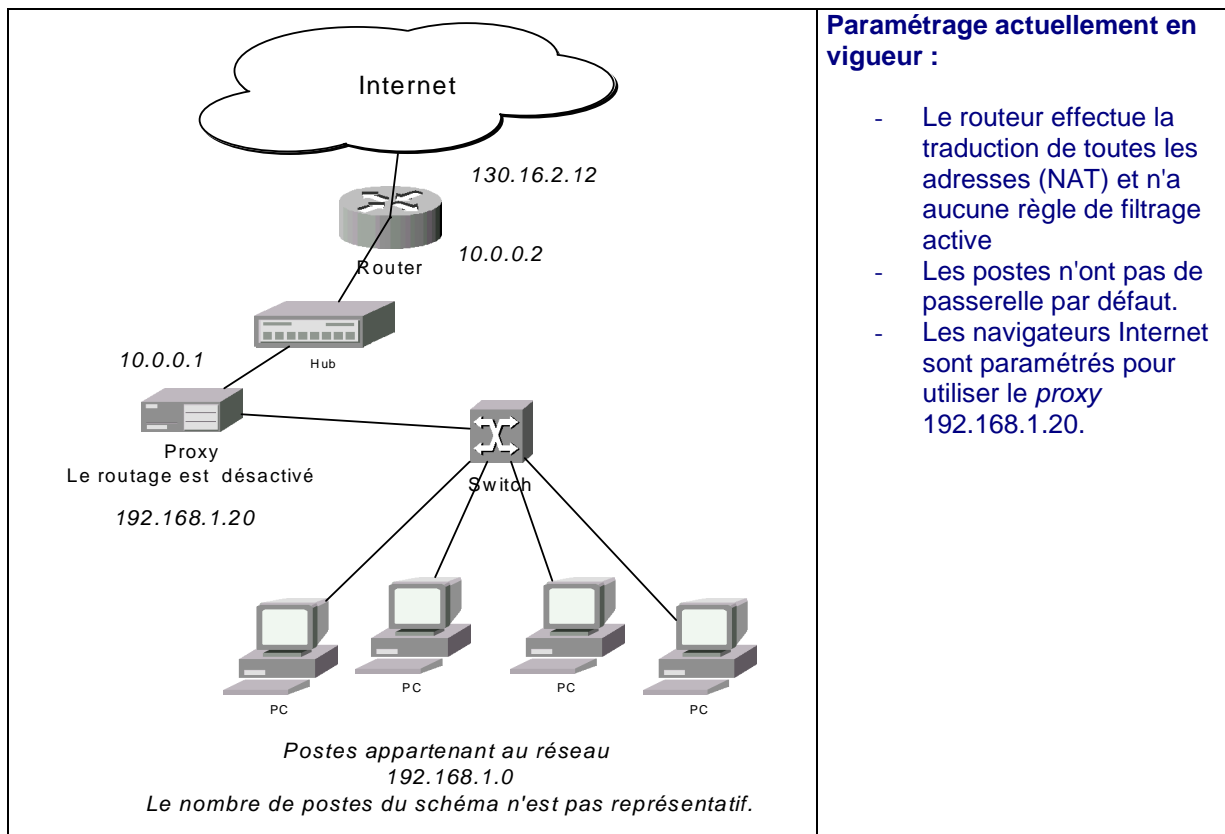 Internet
130.16.2.12
10.0.0.2
Router
Hub
10.0.0.1
Proxy
Le routage est désactivé
192.168.1.20
Switch
PC
PC
PC
PC
Postes appartenant au réseau
192.168.1.0
Le nombre de postes du schéma n'est pas représentatif.
Paramétrage actuellement en
vigueur :
- Le routeur effectue la
traduction de toutes les
adresses (NAT) et n'a
aucune règle de filtrage
active
- Les postes n'ont pas de
passerelle par défaut.
- Les navigateurs Internet
sont paramétrés pour
utiliser le proxy
192.168.1.20.